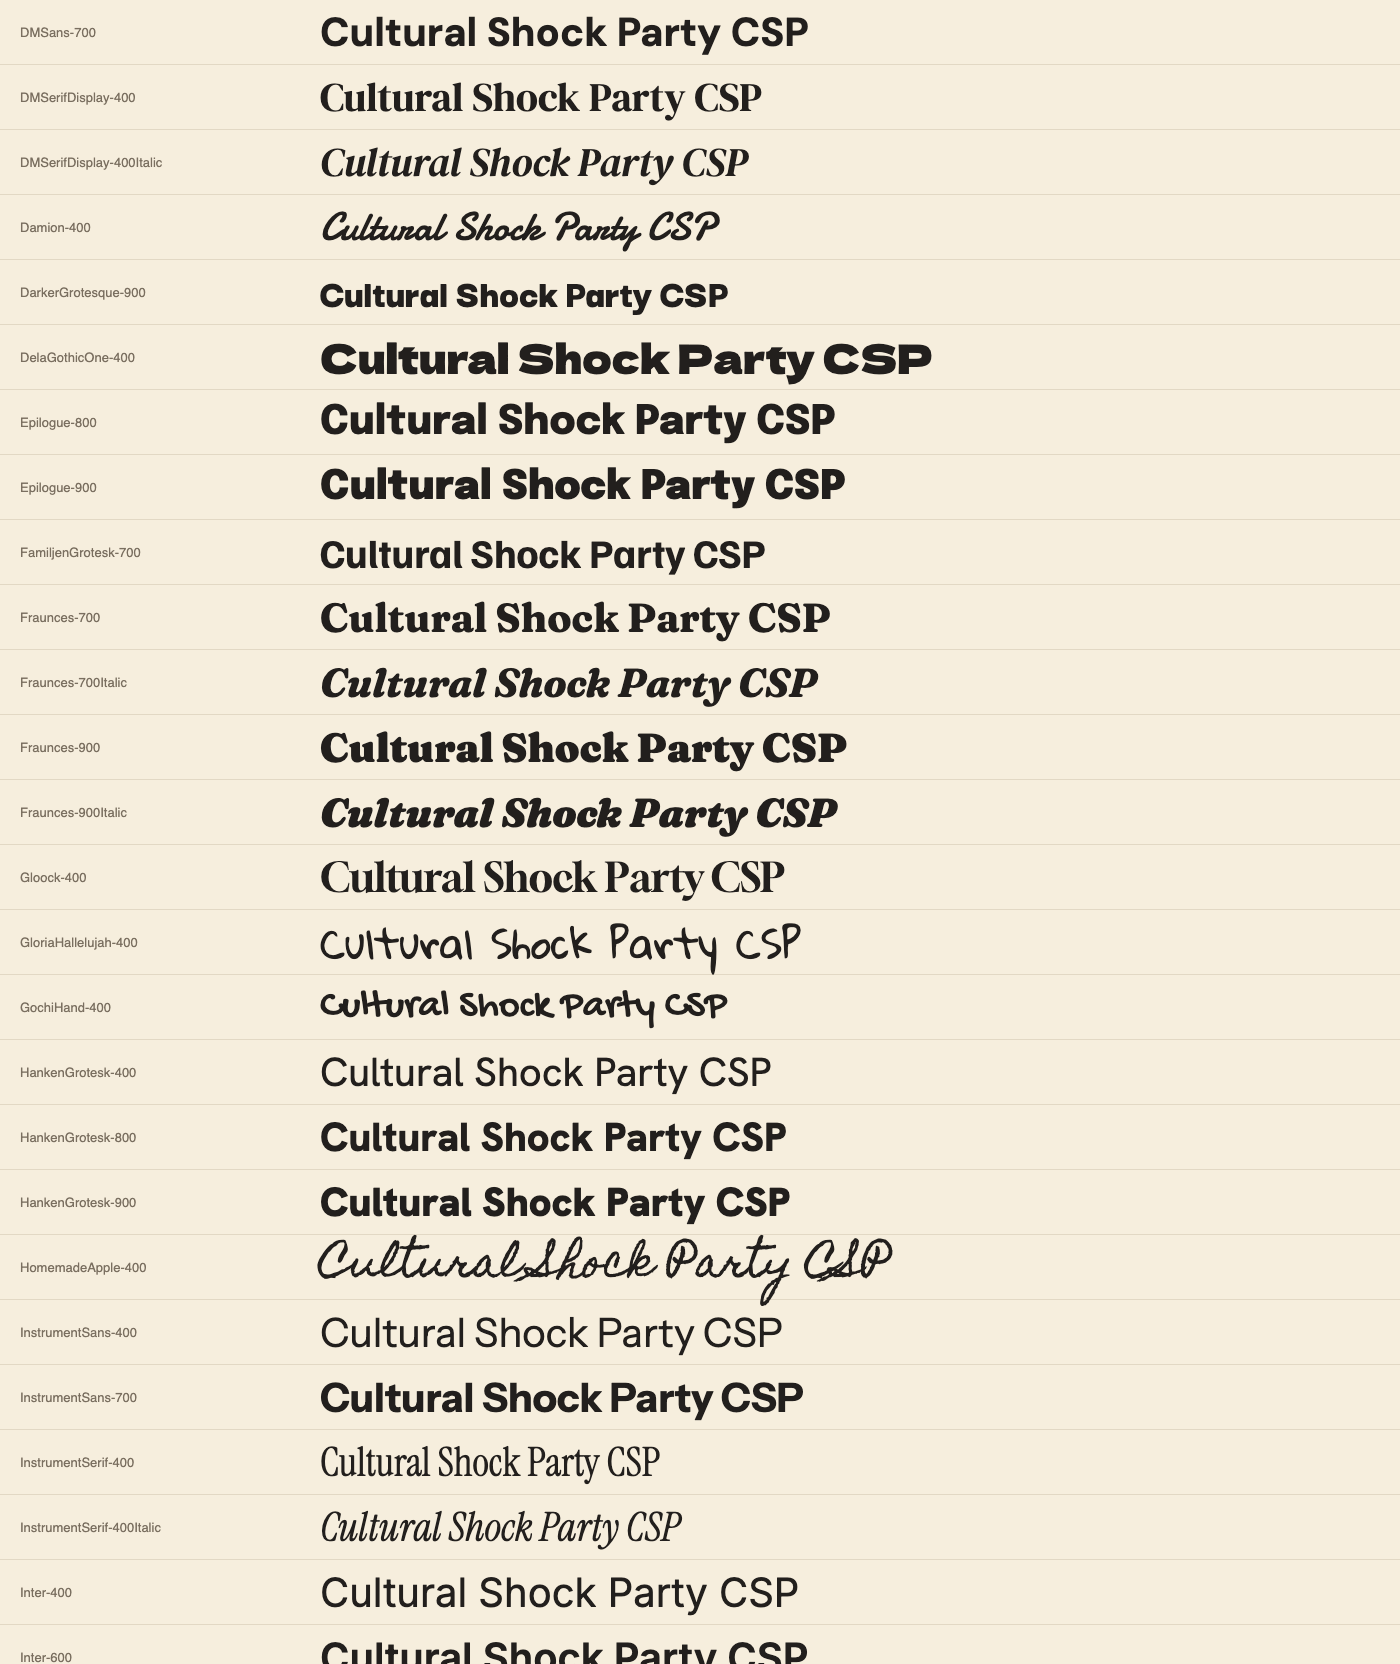 DMSans-700 Cultural Shock Party CSP
DMSerifDisplay-400 Cultural Shock Party CSP
DMSerifDisplay-400Italic Cultural Shock Party CSP
Damion-400 Cultural Shock Party CSP
DarkerGrotesque-900 Cultural Shock Party CSP
DelaGothicOne-400 Cultural Shock Party CSP
Epilogue-800 Cultural Shock Party CSP
Epilogue-900 Cultural Shock Party CSP
FamiljenGrotesk-700 Cultural Shock Party CSP
Fraunces-700 Cultural Shock Party CSP
Fraunces-700Italic Cultural Shock Party CSP
Fraunces-900 Cultural Shock Party CSP
Fraunces-900Italic Cultural Shock Party CSP
Gloock-400 Cultural Shock Party CSP
GloriaHallelujah-400 Cultural Shock Party CSP
GochiHand-400 Cultural Shock Party CSP
HankenGrotesk-400 Cultural Shock Party CSP
HankenGrotesk-800 Cultural Shock Party CSP
HankenGrotesk-900 Cultural Shock Party CSP
HomemadeApple-400 Cultural Shock Party CSP
InstrumentSans-400 Cultural Shock Party CSP
InstrumentSans-700 Cultural Shock Party CSP
InstrumentSerif-400 Cultural Shock Party CSP
InstrumentSerif-400Italic Cultural Shock Party CSP
Inter-400 Cultural Shock Party CSP
Inter-600 Cultural Shock Party CSP